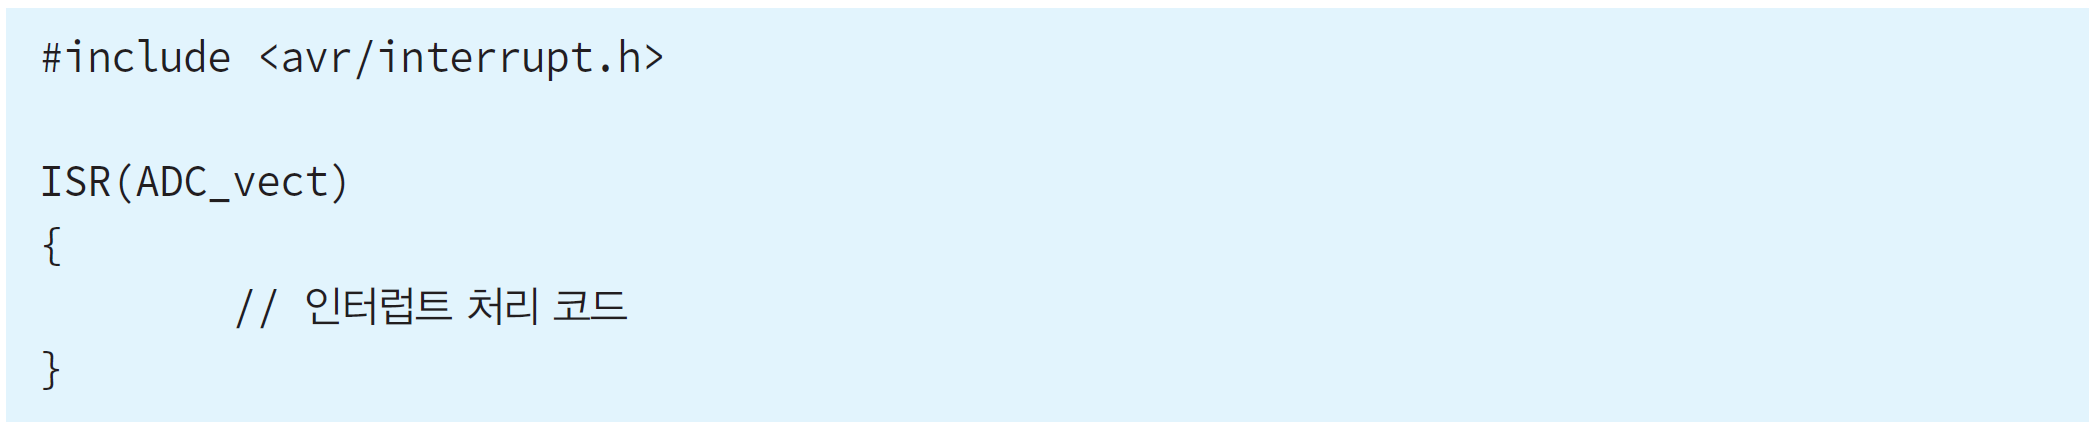 #include <avr/interrupt.h>
ISR(ADC_vect)
{
// 인터럽트 처리 코드
}